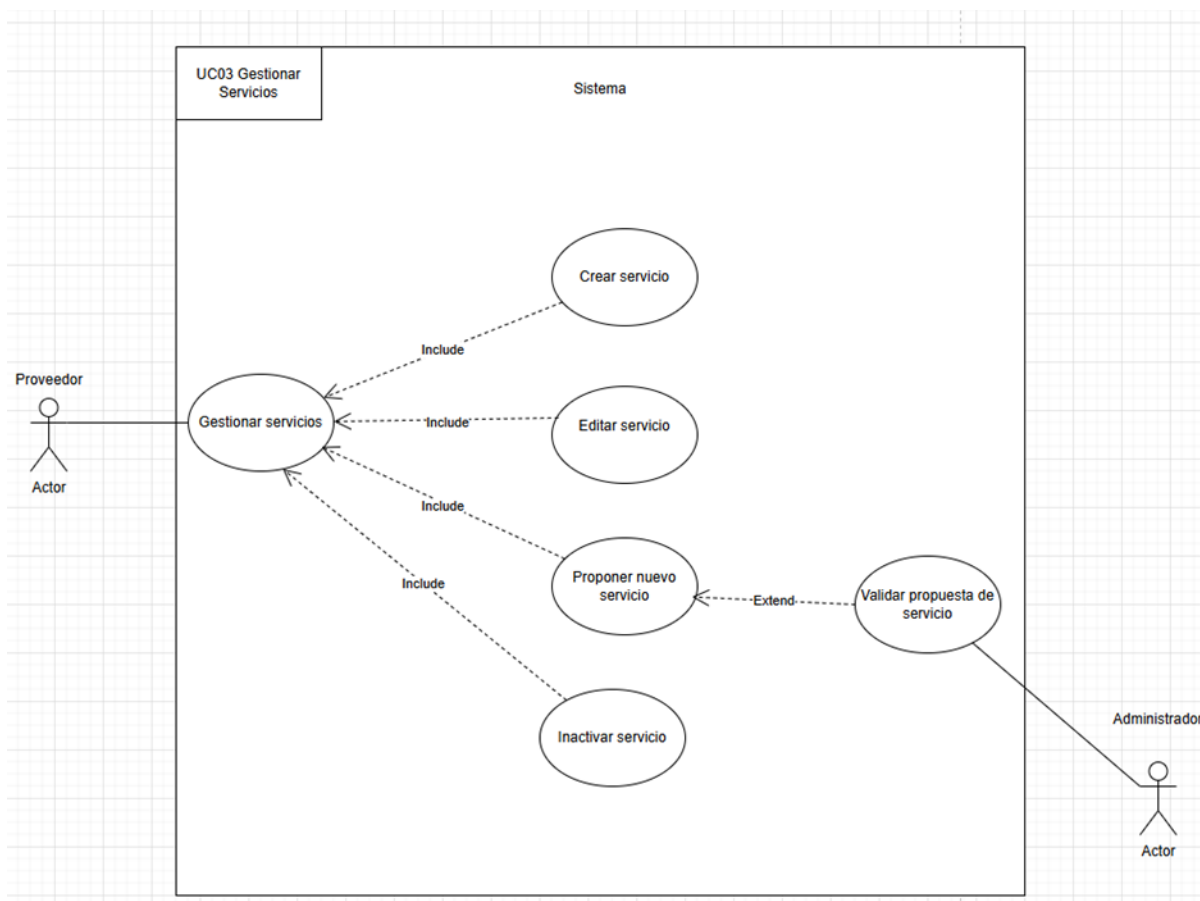 UC03 Gestionar
Servicios
Sistema
Crear servicio
Include
Proveedor
Gestionar servicios
Include
Editar servicio
Actor
Include
Proponer nuevo
servicio
Include
Extend
Validar propuesta de
servicio
Inactivar servicio
Administrador
Actor